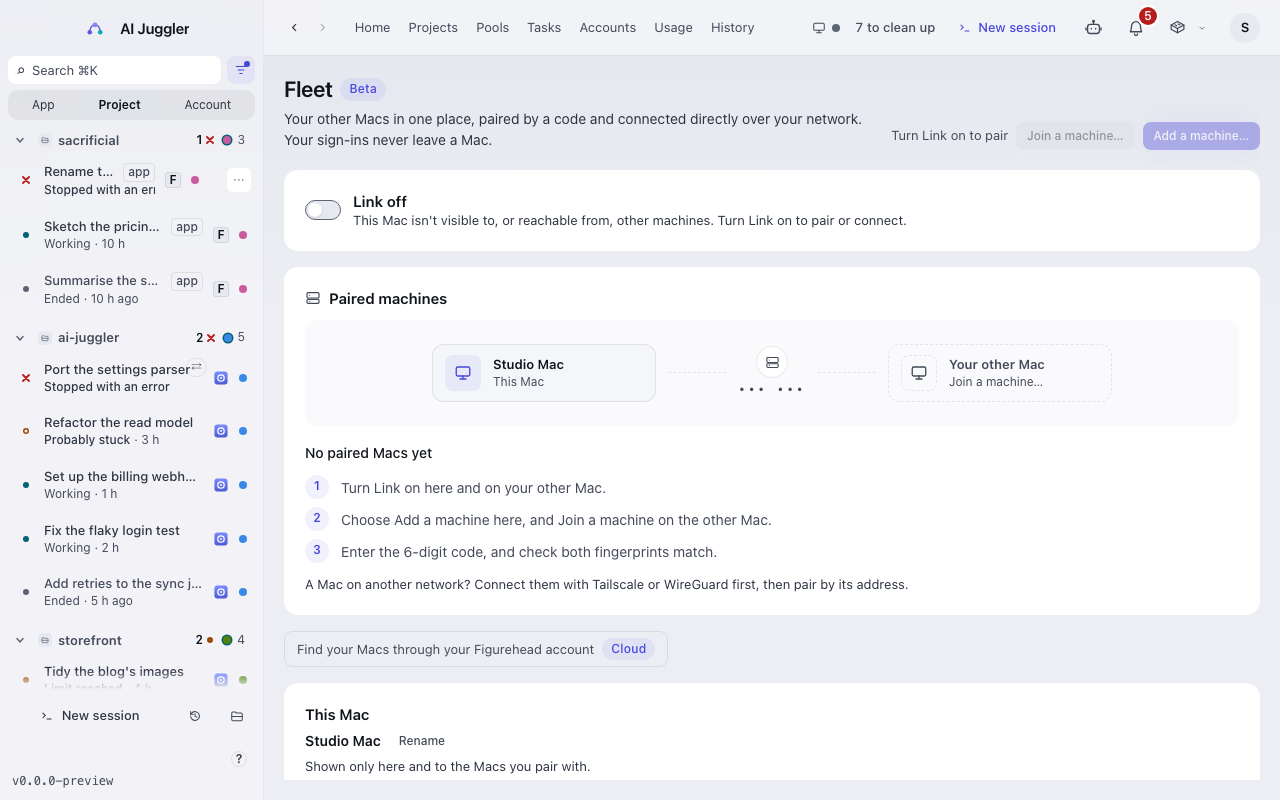 AI Juggler
Search ⌘K
App Project Account
sacrificial 1 3
Rename t... app F
Stopped with an err
Sketch the pricin... app F
Working · 10 h
Summarise the s... app F
Ended · 10 h ago
ai-juggler 2 5
Port the settings parser
Stopped with an error
Refactor the read model
Probably stuck · 3 h
Set up the billing webh...
Working · 1 h
Fix the flaky login test
Working · 2 h
Add retries to the sync j...
Ended · 5 h ago
storefront 2 4
Tidy the blog's images
New session
?
v0.0.0-preview
Home Projects Pools Tasks Accounts Usage History 7 to clean up New session 5 S
Fleet Beta
Your other Macs in one place, paired by a code and connected directly over your network.
Your sign-ins never leave a Mac.
Turn Link on to pair Join a machine... Add a machine...
Link off
This Mac isn't visible to, or reachable from, other machines. Turn Link on to pair or connect.
Paired machines
Studio Mac
This Mac
Your other Mac
Join a machine...
No paired Macs yet
1 Turn Link on here and on your other Mac.
2 Choose Add a machine here, and Join a machine on the other Mac.
3 Enter the 6-digit code, and check both fingerprints match.
A Mac on another network? Connect them with Tailscale or WireGuard first, then pair by its address.
Find your Macs through your Figurehead account Cloud
This Mac
Studio Mac Rename
Shown only here and to the Macs you pair with.